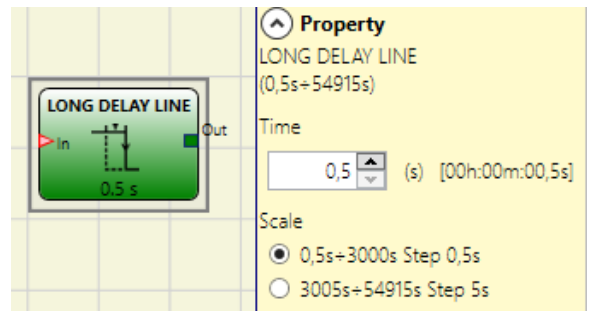 LONG DELAY LINE
In
Out
0.5 s
Property
LONG DELAY LINE
(0,5s÷54915s)
Time
0,5 (s) [00h:00m:00,5s]
Scale
0,5s÷3000s Step 0,5s
3005s÷54915s Step 5s